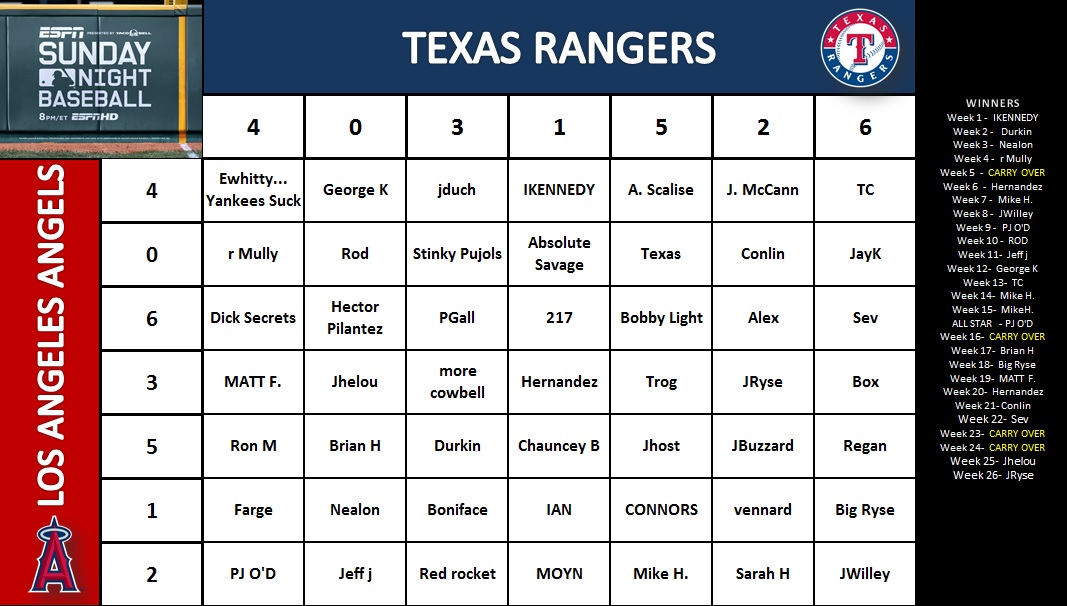 ESPN PRESENTED BY TACO BELL
SUNDAY
NIGHT
BASEBALL
8PM/ET ESPN HD
TEXAS RANGERS
TEXAS
T
RANGERS
4 0 3 1 5 2 6
LOS ANGELES ANGELS
A
4
Ewhitty...
Yankees Suck
George K
jduch
IKENNEDY
A. Scalise
J. McCann
TC
0
r Mully
Rod
Stinky Pujols
Absolute
Savage
Texas
Conlin
JayK
6
Dick Secrets
Hector
Pilantez
PGall
217
Bobby Light
Alex
Sev
3
MATT F.
Jhelou
more
cowbell
Hernandez
Trog
JRyse
Box
5
Ron M
Brian H
Durkin
Chauncey B
Jhost
JBuzzard
Regan
1
Farge
Nealon
Boniface
IAN
CONNORS
vennard
Big Ryse
2
PJ O'D
Jeff j
Red rocket
MOYN
Mike H.
Sarah H
JWilley
WINNERS
Week 1 - IKENNEDY
Week 2 - Durkin
Week 3 - Nealon
Week 4 - r Mully
Week 5 - CARRY OVER
Week 6 - Hernandez
Week 7 - Mike H.
Week 8 - JWilley
Week 9 - PJ O'D
Week 10 - ROD
Week 11- Jeff j
Week 12- George K
Week 13- TC
Week 14- Mike H.
Week 15- MikeH.
ALL STAR - PJ O'D
Week 16- CARRY OVER
Week 17- Brian H
Week 18- Big Ryse
Week 19- MATT F.
Week 20- Hernandez
Week 21- Conlin
Week 22- Sev
Week 23- CARRY OVER
Week 24- CARRY OVER
Week 25- Jhelou
Week 26- JRyse